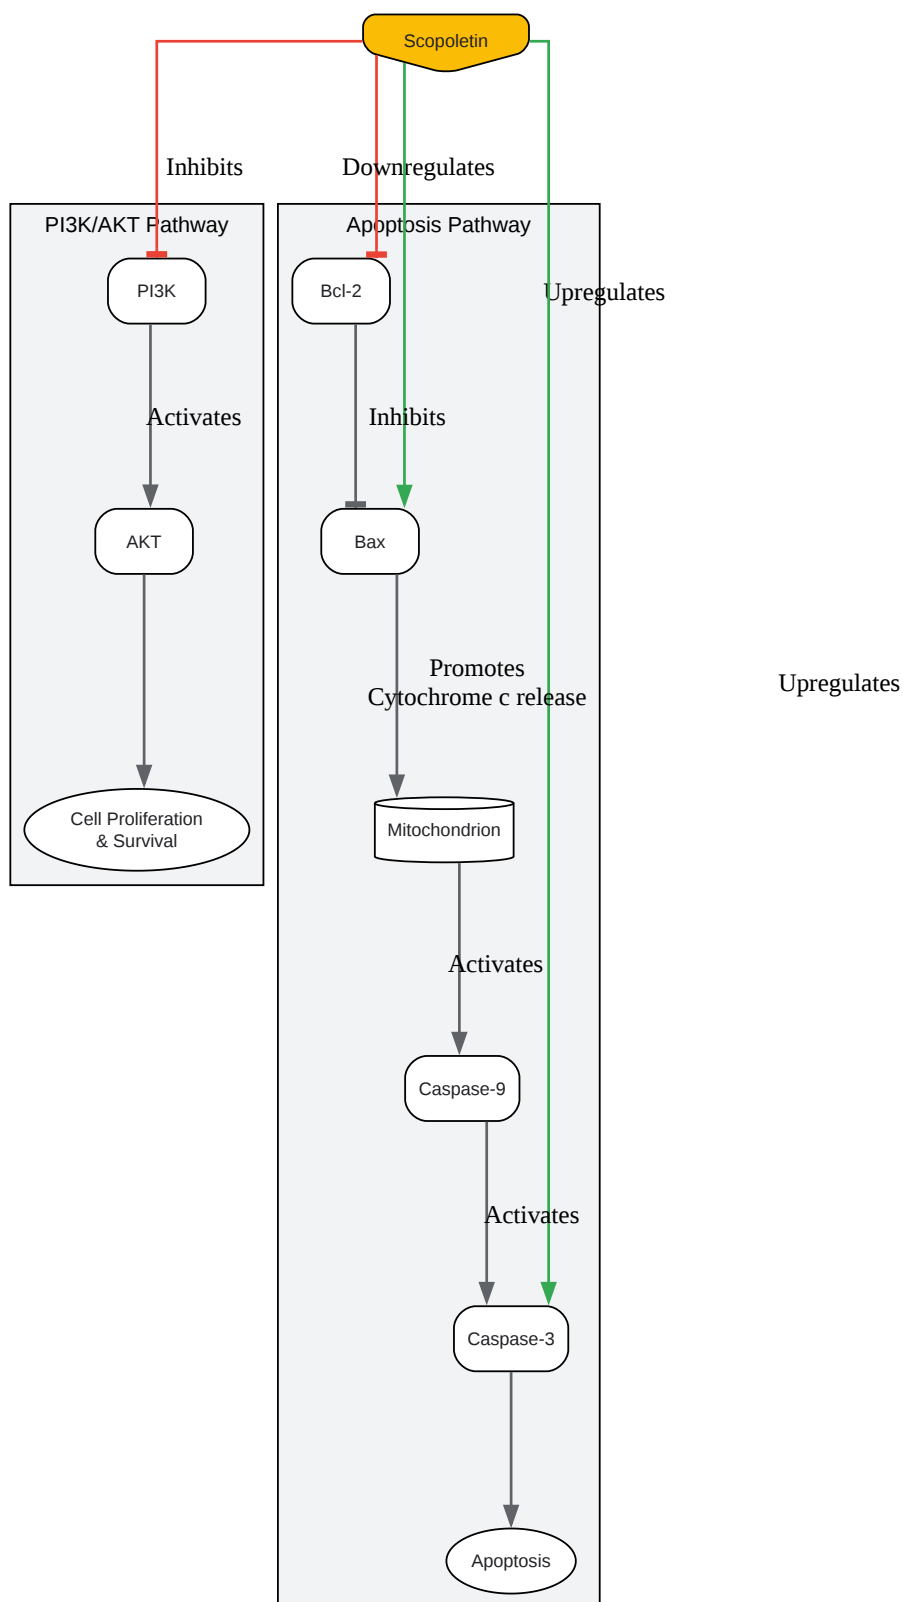 Scopoletin
Inhibits
Downregulates
PI3K/AKT Pathway
Apoptosis Pathway
PI3K
Bcl-2
Upregulates
Activates
Inhibits
AKT
Bax
Promotes
Cytochrome c release
Upregulates
Cell Proliferation
& Survival
Mitochondrion
Activates
Caspase-9
Activates
Caspase-3
Apoptosis